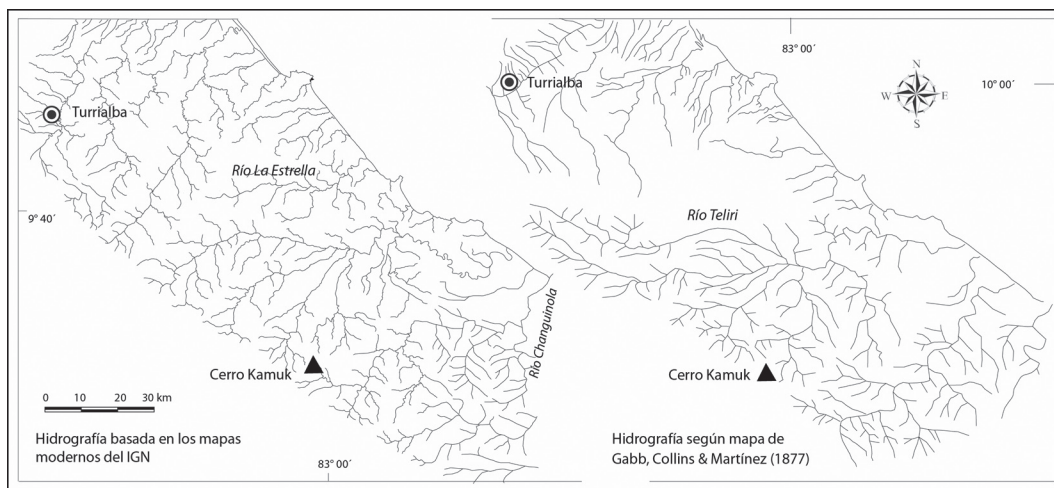 Turrialba
Río La Estrella
9° 40´
Río Changuinola
Cerro Kamuk
0 10 20 30 km
Hidrografía basada en los mapas
modernos del IGN
83° 00´
83° 00´
Turrialba
10° 00´
N
W E
S
Río Teliri
Cerro Kamuk
Hidrografía según mapa de
Gabb, Collins & Martínez (1877)